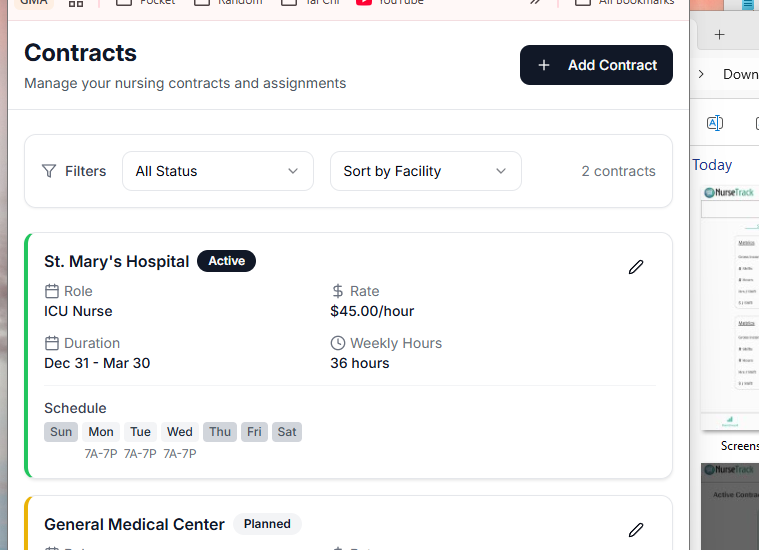 GMA Pocket Random Tai Chi YouTube All Bookmarks
Contracts
Manage your nursing contracts and assignments
Add Contract
Filters All Status Sort by Facility 2 contracts
St. Mary's Hospital Active
Role Rate
ICU Nurse $45.00/hour
Duration Weekly Hours
Dec 31 - Mar 30 36 hours
Schedule
Sun Mon Tue Wed Thu Fri Sat
7A-7P 7A-7P 7A-7P
General Medical Center Planned
Down
Today
NurseTrack
Screens
NurseTrack
Active Contrac